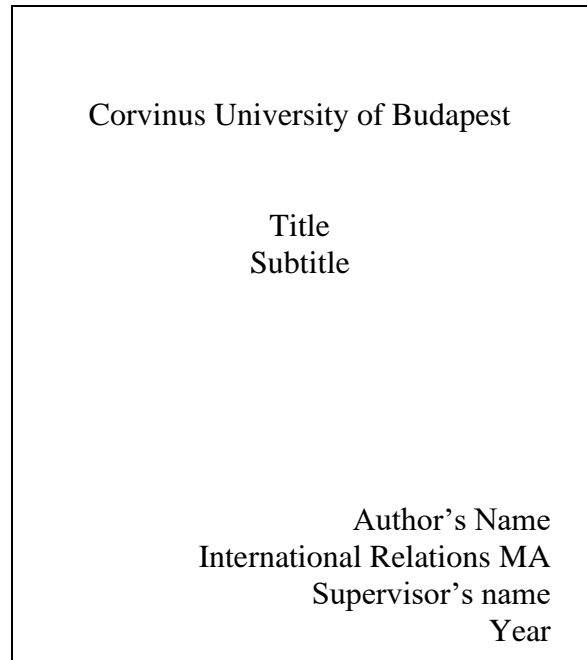 Corvinus University of Budapest
Title
Subtitle
Author’s Name
International Relations MA
Supervisor’s name
Year